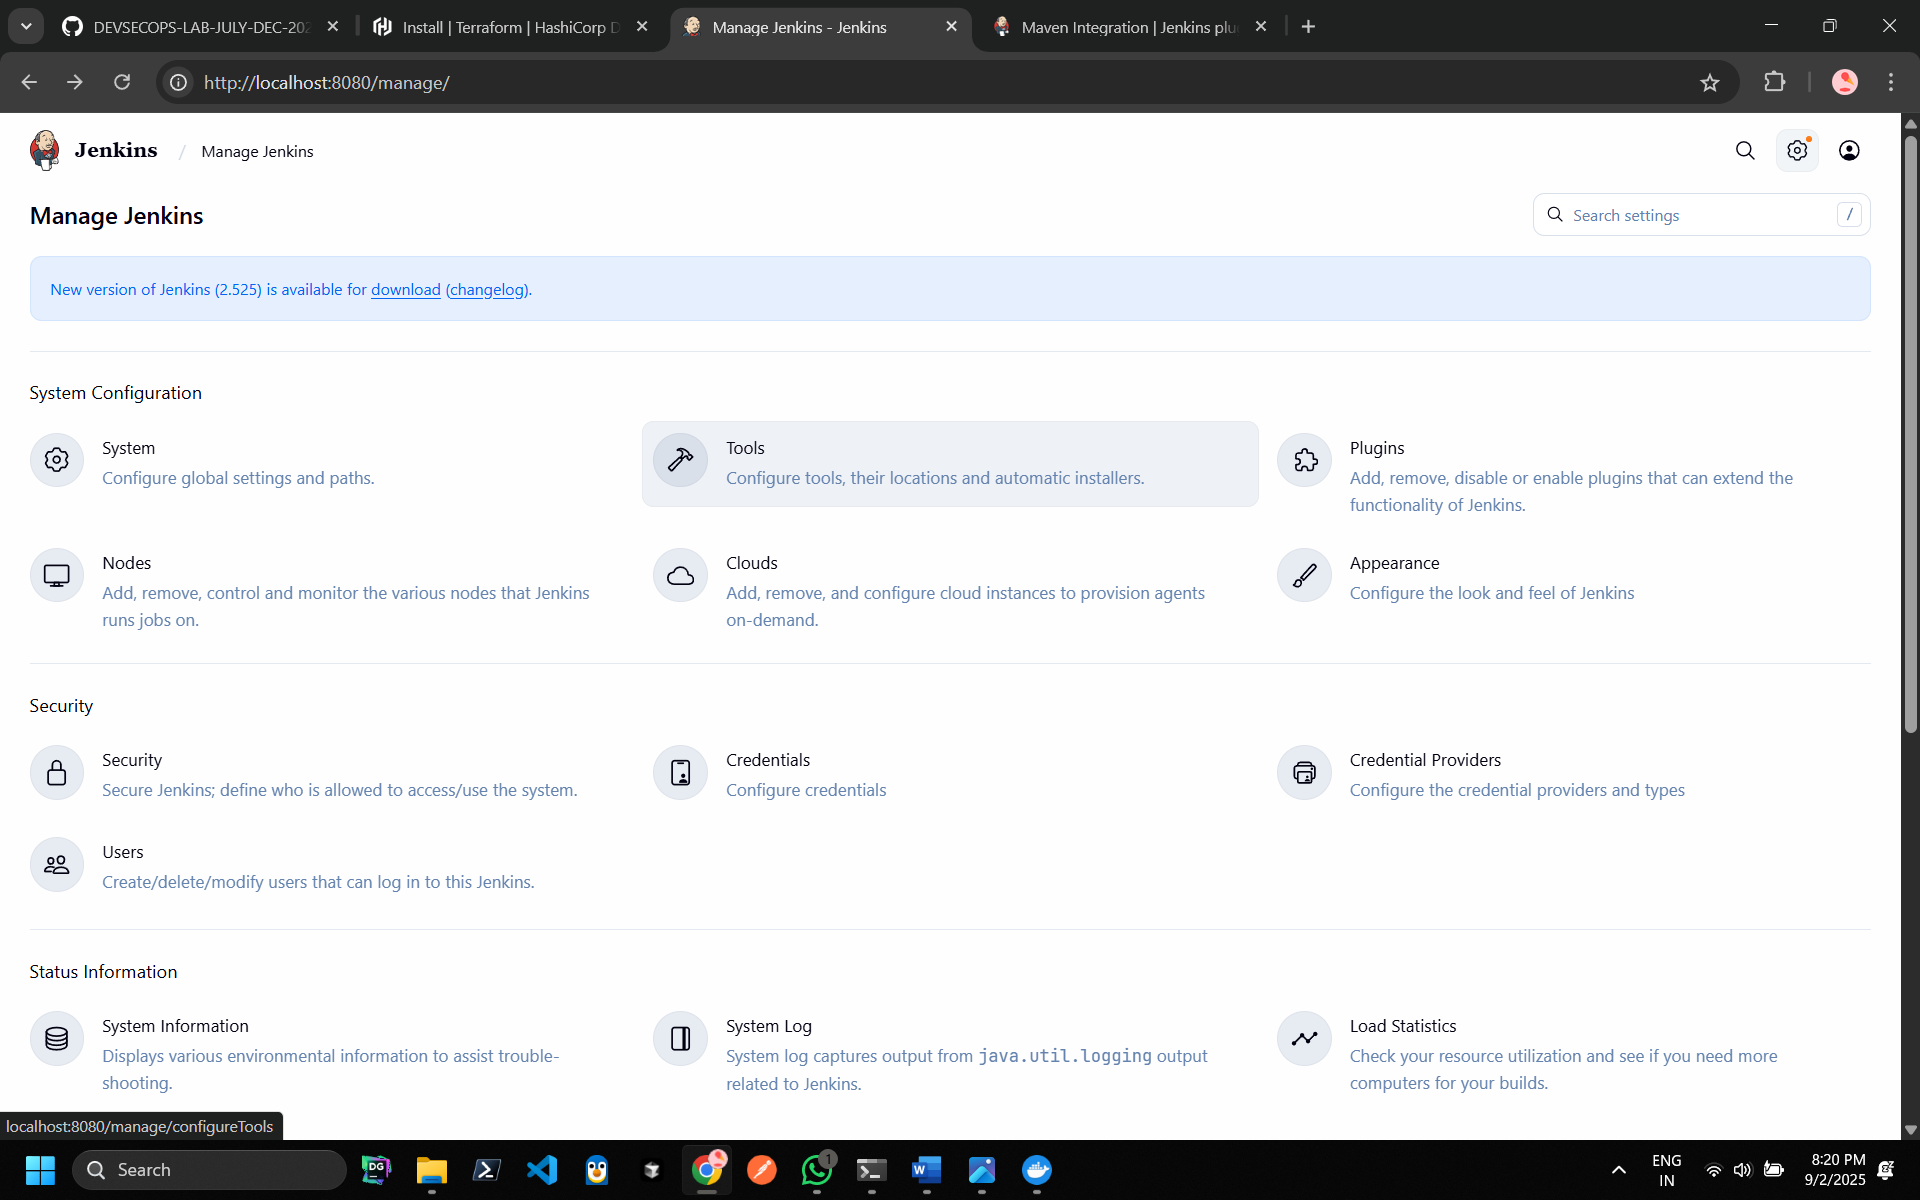 DEVSECOPS-LAB-JULY-DEC-202
Install | Terraform | HashiCorp D
Manage Jenkins - Jenkins
Maven Integration | Jenkins plu
http://localhost:8080/manage/
Jenkins / Manage Jenkins
Manage Jenkins
Search settings /
New version of Jenkins (2.525) is available for download (changelog).
System Configuration
System
Configure global settings and paths.
Tools
Configure tools, their locations and automatic installers.
Plugins
Add, remove, disable or enable plugins that can extend the
functionality of Jenkins.
Nodes
Add, remove, control and monitor the various nodes that Jenkins
runs jobs on.
Clouds
Add, remove, and configure cloud instances to provision agents
on-demand.
Appearance
Configure the look and feel of Jenkins
Security
Security
Secure Jenkins; define who is allowed to access/use the system.
Credentials
Configure credentials
Credential Providers
Configure the credential providers and types
Users
Create/delete/modify users that can log in to this Jenkins.
Status Information
System Information
Displays various environmental information to assist trouble-
shooting.
System Log
System log captures output from java.util.logging output
related to Jenkins.
Load Statistics
Check your resource utilization and see if you need more
computers for your builds.
localhost:8080/manage/configureTools
Search
DG
1
W
ENG
IN
8:20 PM
9/2/2025